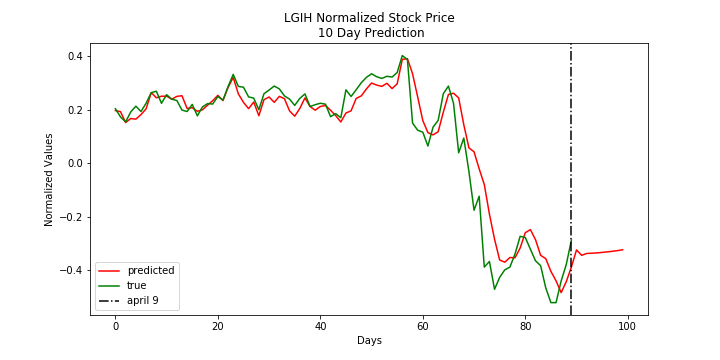 LGIH Normalized Stock Price
10 Day Prediction
Normalized Values
0.4
0.2
0.0
−0.2
−0.4
predicted
true
april 9
0
20
40
60
80
100
Days